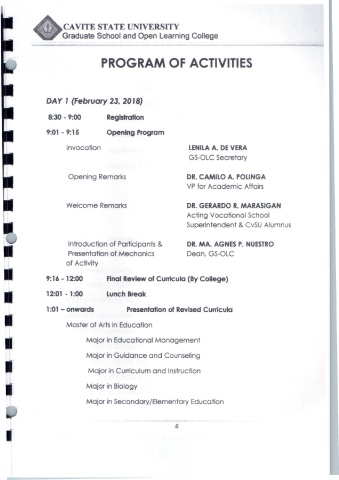 CAVITE STATE UNIVERSITY
Graduate School and Open Learning College
PROGRAM OF ACTIVITIES
DAY 1 (February 23, 2018)
8:30 - 9:00 Registration
9:01 - 9:15 Opening Program
Invocation LENILA A. DE VERA
GS-OLC Secretary
Opening Remarks DR. CAMILO A. POLINGA
VP for Academic Affairs
Welcome Remarks DR. GERARDO R. MARASIGAN
Acting Vocational School
Superintendent & CvSU Alumnus
Introduction of Participants & DR. MA. AGNES P. NUESTRO
Presentation of Mechanics Dean, GS-OLC
of Activity
9:16 - 12:00 Final Review of Curricula (By College)
12:01 - 1:00 Lunch Break
1:01 – onwards Presentation of Revised Curricula
Master of Arts in Education
Major in Educational Management
Major in Guidance and Counseling
Major in Curriculum and Instruction
Major in Biology
Major in Secondary/Elementary Education
6